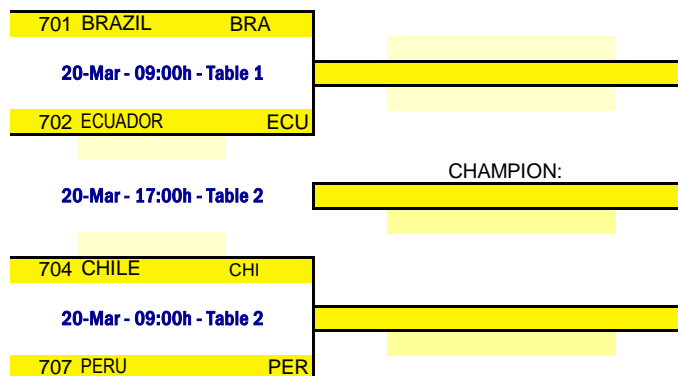 701 BRAZIL BRA
20-Mar - 09:00h - Table 1
702 ECUADOR ECU
CHAMPION:
20-Mar - 17:00h - Table 2
704 CHILE CHI
20-Mar - 09:00h - Table 2
707 PERU PER